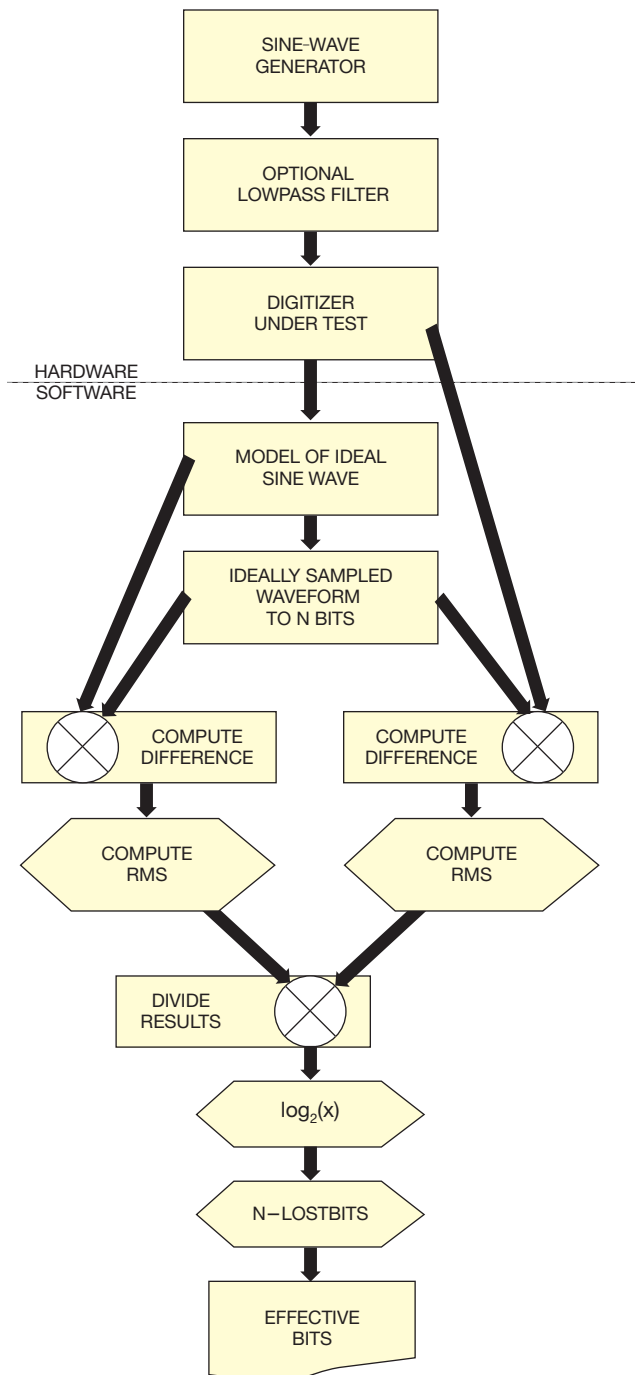 SINE-WAVE
GENERATOR
OPTIONAL
LOWPASS FILTER
DIGITIZER
UNDER TEST
HARDWARE
SOFTWARE
MODEL OF IDEAL
SINE WAVE
IDEALLY SAMPLED
WAVEFORM
TO N BITS
COMPUTE
DIFFERENCE
COMPUTE
DIFFERENCE
COMPUTE
RMS
COMPUTE
RMS
DIVIDE
RESULTS
log₂(x)
N−LOSTBITS
EFFECTIVE
BITS